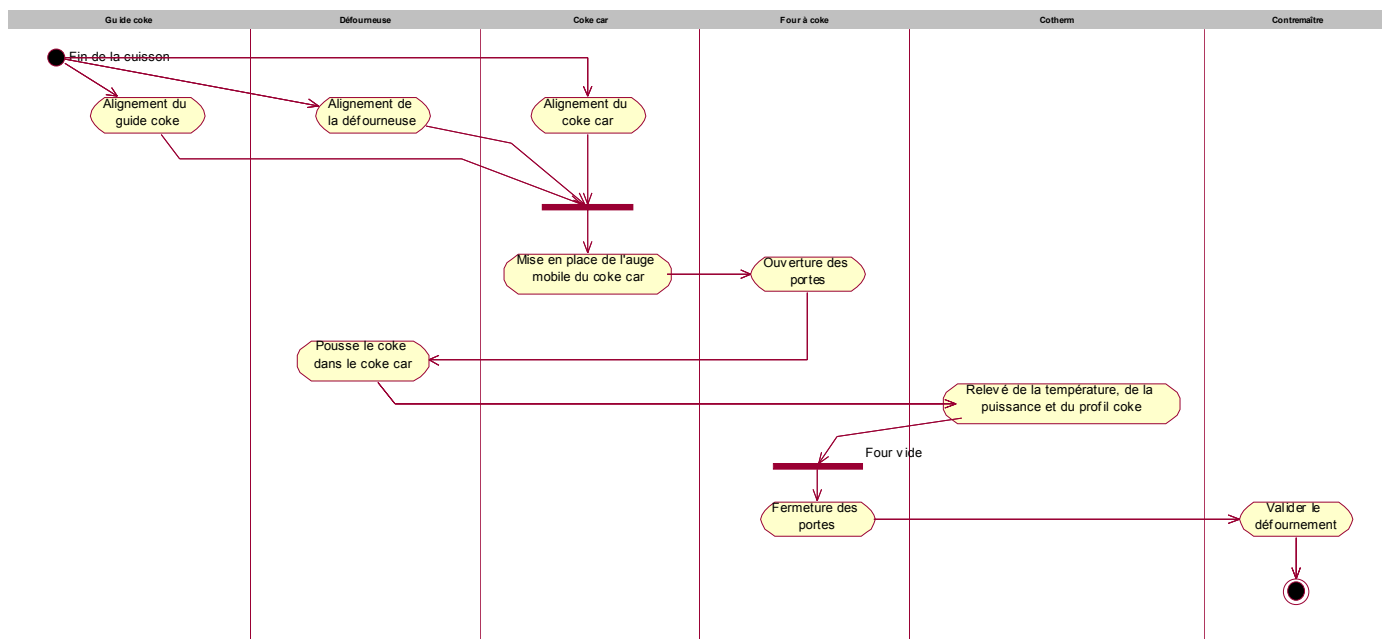 Guide coke
Défourneuse
Coke car
Four à coke
Cotherm
Contremaître
Fin de la cuisson
Alignement du
guide coke
Alignement de
la défourneuse
Alignement du
coke car
Mise en place de l'auge
mobile du coke car
Ouverture des
portes
Pousse le coke
dans le coke car
Relevé de la température, de la
puissance et du profil coke
Four vide
Fermeture des
portes
Valider le
défournement